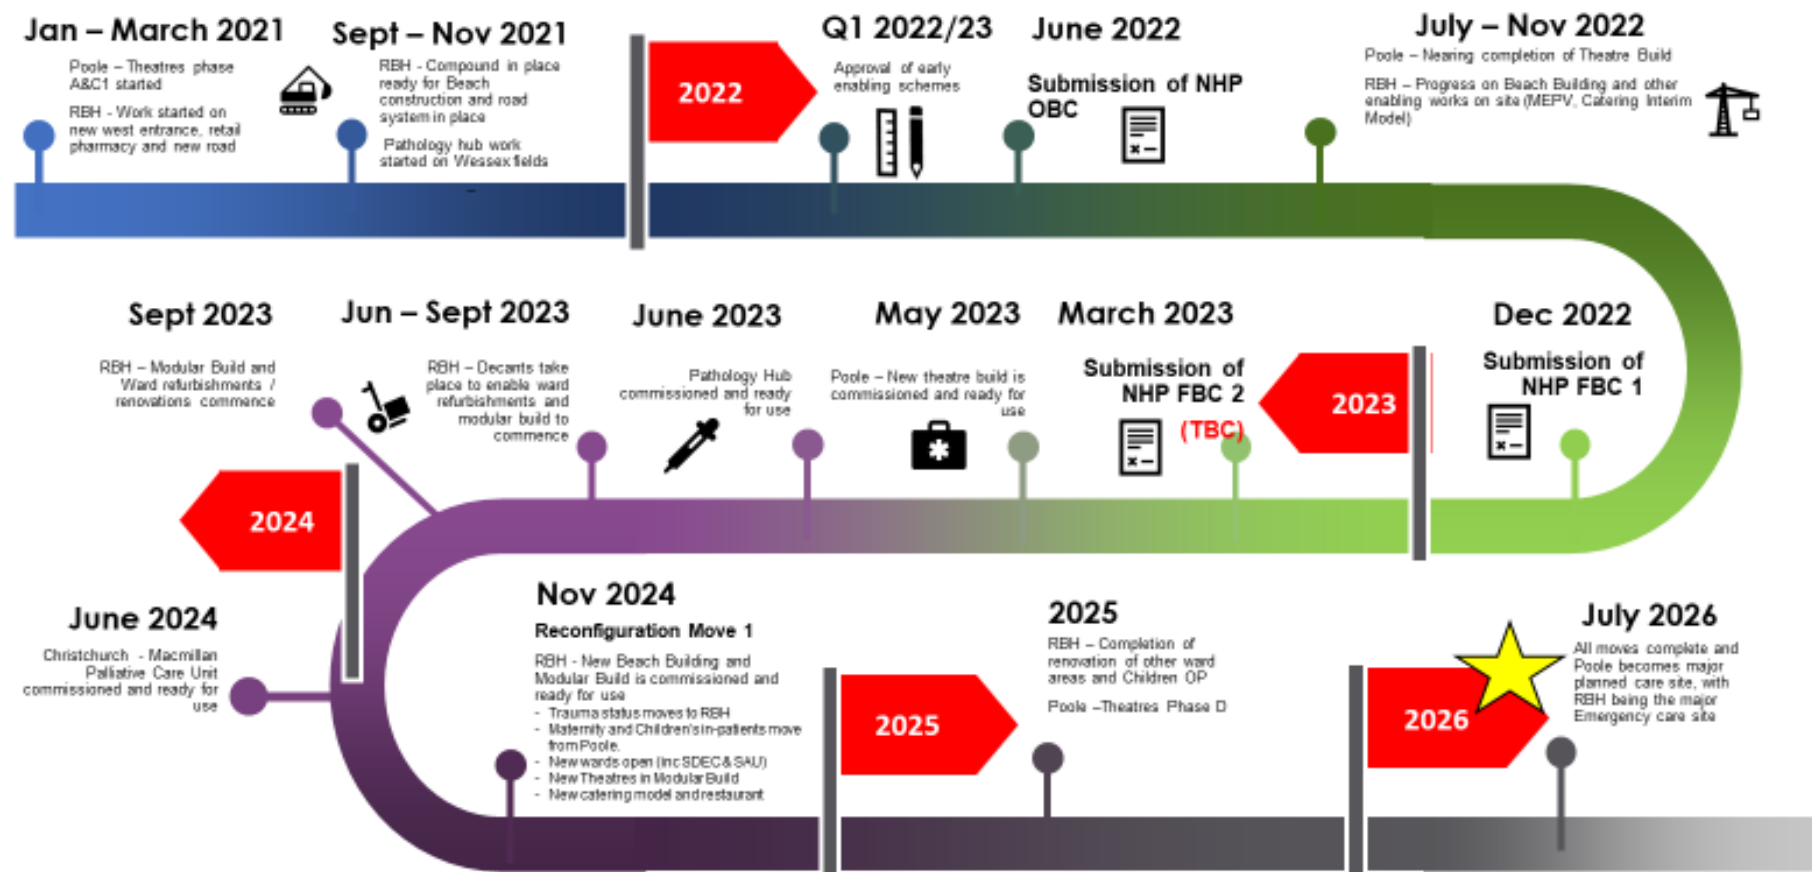 Jan – March 2021
Poole – Theatres phase
A&C1 started
RBH - Work started on
new west entrance, retail
pharmacy and new road
Sept – Nov 2021
RBH - Compound in place
ready for Beach
construction and road
system in place
Pathology hub work
started on Wessex fields
-
2022
Q1 2022/23
Approval of early
enabling schemes
June 2022
Submission of NHP
OBC
July – Nov 2022
Poole – Nearing completion of Theatre Build
RBH – Progress on Beach Building and other
enabling works on site (MEPV, Catering Interim
Model)
Dec 2022
Submission of
NHP FBC 1
2023
March 2023
Submission of
NHP FBC 2
(TBC)
May 2023
Poole – New theatre build is
commissioned and ready for
use
June 2023
Pathology Hub
commissioned and ready
for use
Jun – Sept 2023
RBH – Decants take
place to enable ward
refurbishments and
modular build to
commence
Sept 2023
RBH – Modular Build and
Ward refurbishments /
renovations commence
2024
June 2024
Christchurch - Macmillan
Palliative Care Unit
commissioned and ready for
use
Nov 2024
Reconfiguration Move 1
RBH - New Beach Building and
Modular Build is commissioned and
ready for use
- Trauma status moves to RBH
- Maternity and Children's in-patients move
from Poole.
- New wards open (inc SDEC & SAU)
- New Theatres in Modular Build
- New catering model and restaurant
2025
2025
RBH – Completion of
renovation of other ward
areas and Children OP
Poole –Theatres Phase D
2026
July 2026
All moves complete and
Poole becomes major
planned care site, with
RBH being the major
Emergency care site